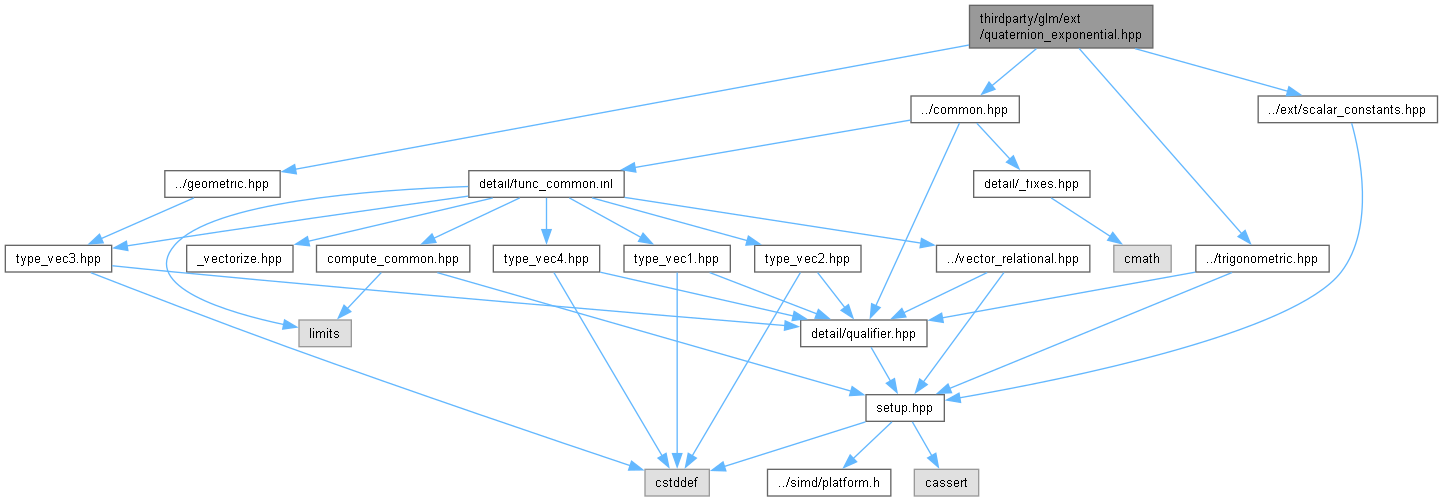 thirdparty/glm/ext
/quaternion_exponential.hpp
../common.hpp
../ext/scalar_constants.hpp
../geometric.hpp
detail/func_common.inl
detail/_fixes.hpp
type_vec3.hpp
_vectorize.hpp
compute_common.hpp
type_vec4.hpp
type_vec1.hpp
type_vec2.hpp
../vector_relational.hpp
cmath
../trigonometric.hpp
limits
detail/qualifier.hpp
setup.hpp
cstddef
../simd/platform.h
cassert